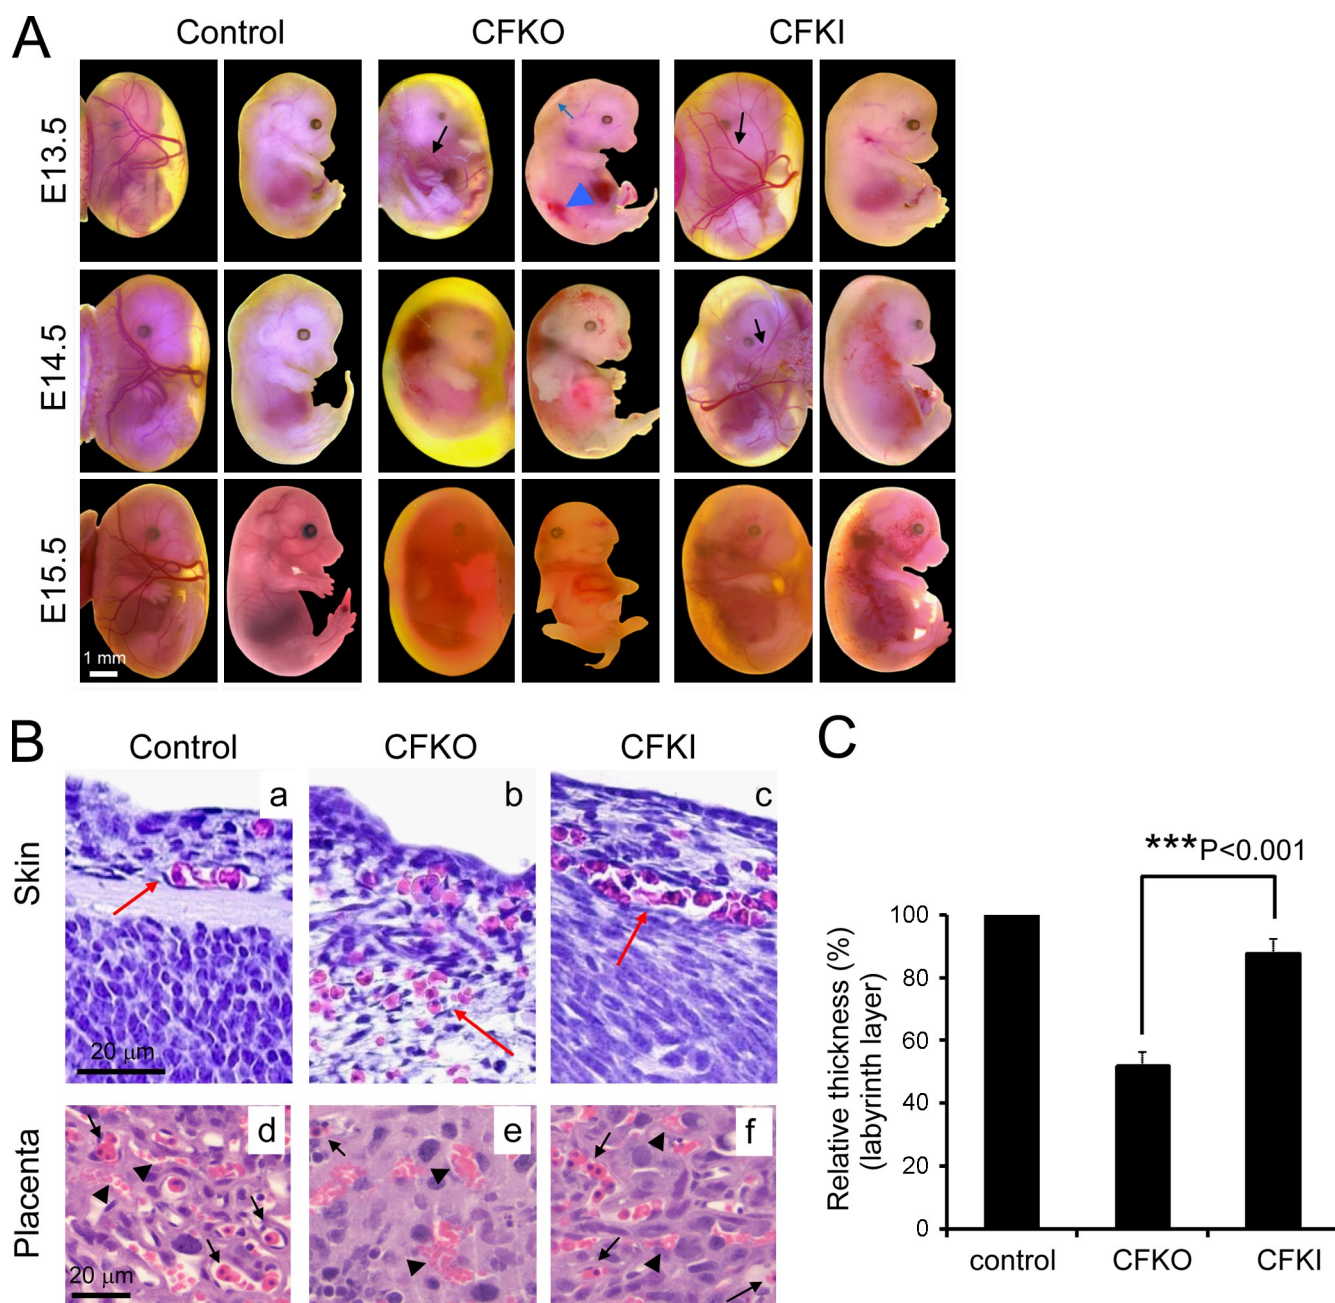 A
Control CFKO CFKI
E13.5
E14.5
E15.5
1 mm
B
Control CFKO CFKI
Skin
a b c
20 μm
Placenta
d e f
20 μm
C
***P<0.001
Relative thickness (%)
(labyrinth layer)
100
80
60
40
20
0
control CFKO CFKI